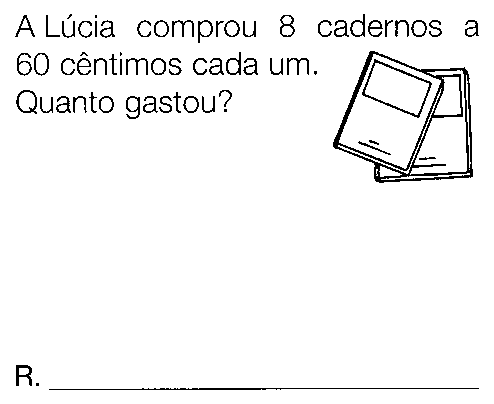 A Lúcia comprou 8 cadernos a
60 cêntimos cada um.
Quanto gastou?
R.